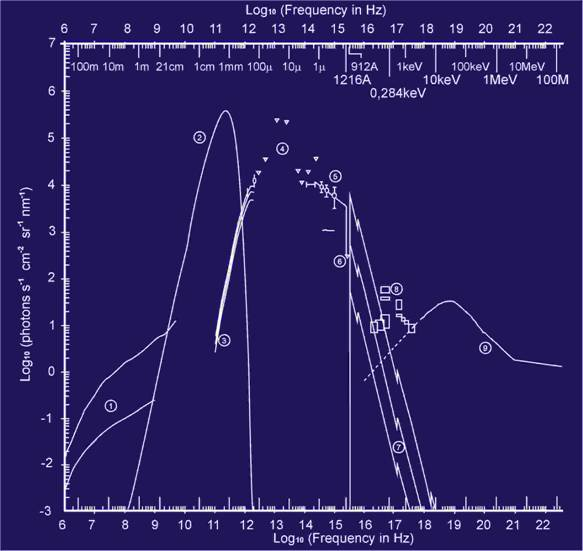 Log10 (Frequency in Hz)
6 7 8 9 10 11 12 13 14 15 16 17 18 19 20 21 22
100m 10m 1m 21cm 1cm 1mm 100μ 10μ 1μ 912A 1keV 100keV 10MeV
1216A 10keV 1MeV 100M
0,284keV
Log10 (photons s-1 cm-2 sr-1 nm-1)
7
6
5
4
3
2
1
0
-1
-2
-3
2
4
5
6
8
3
9
1
7
6 7 8 9 10 11 12 13 14 15 16 17 18 19 20 21 22
Log10 (Frequency in Hz)